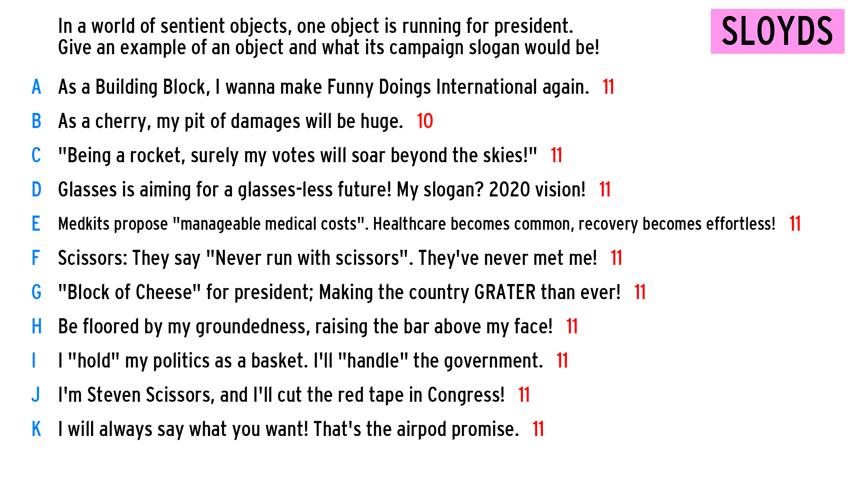 In a world of sentient objects, one object is running for president.
Give an example of an object and what its campaign slogan would be!
SLOYDS
A As a Building Block, I wanna make Funny Doings International again. 11
B As a cherry, my pit of damages will be huge. 10
C "Being a rocket, surely my votes will soar beyond the skies!" 11
D Glasses is aiming for a glasses-less future! My slogan? 2020 vision! 11
E Medkits propose "manageable medical costs". Healthcare becomes common, recovery becomes effortless! 11
F Scissors: They say "Never run with scissors". They've never met me! 11
G "Block of Cheese" for president; Making the country GRATER than ever! 11
H Be floored by my groundedness, raising the bar above my face! 11
I I "hold" my politics as a basket. I'll "handle" the government. 11
J I'm Steven Scissors, and I'll cut the red tape in Congress! 11
K I will always say what you want! That's the airpod promise. 11